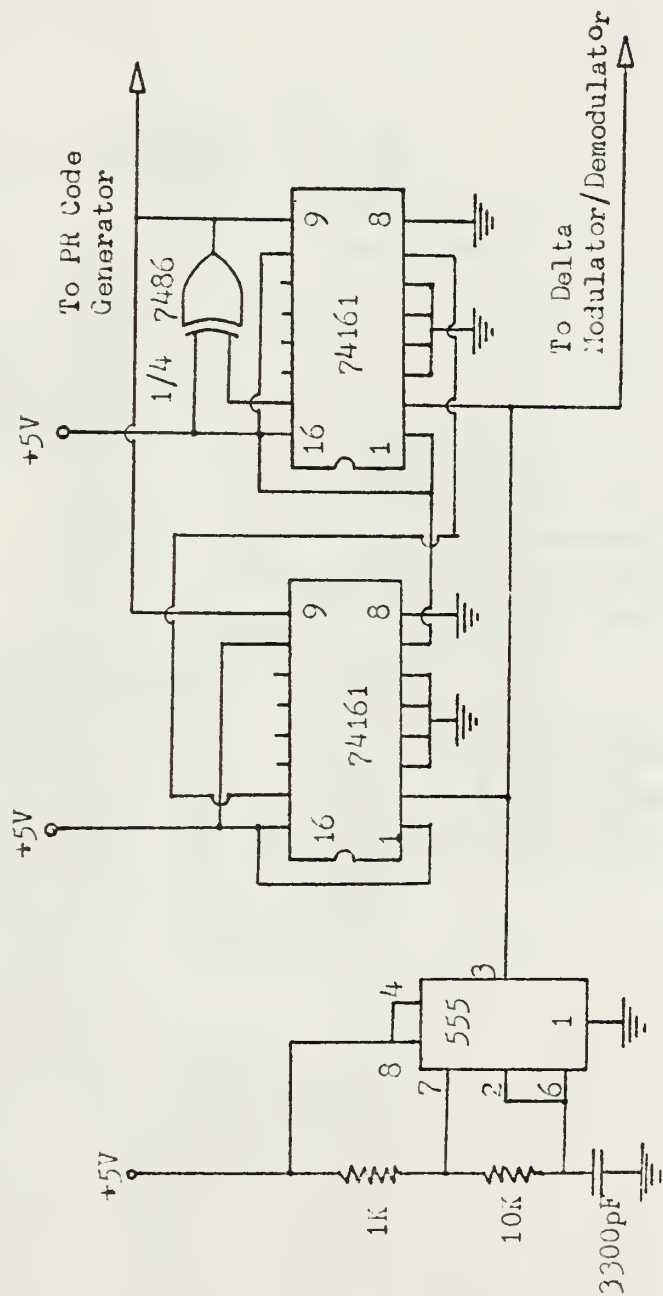 To PR Code
Generator
+5V
1/4 7486
16
9
74161
1
8
To Delta
Modulator/Demodulator
+5V
16
9
74161
1
8
+5V
1K
10K
3300pF
8
4
7
555
3
2
6
1